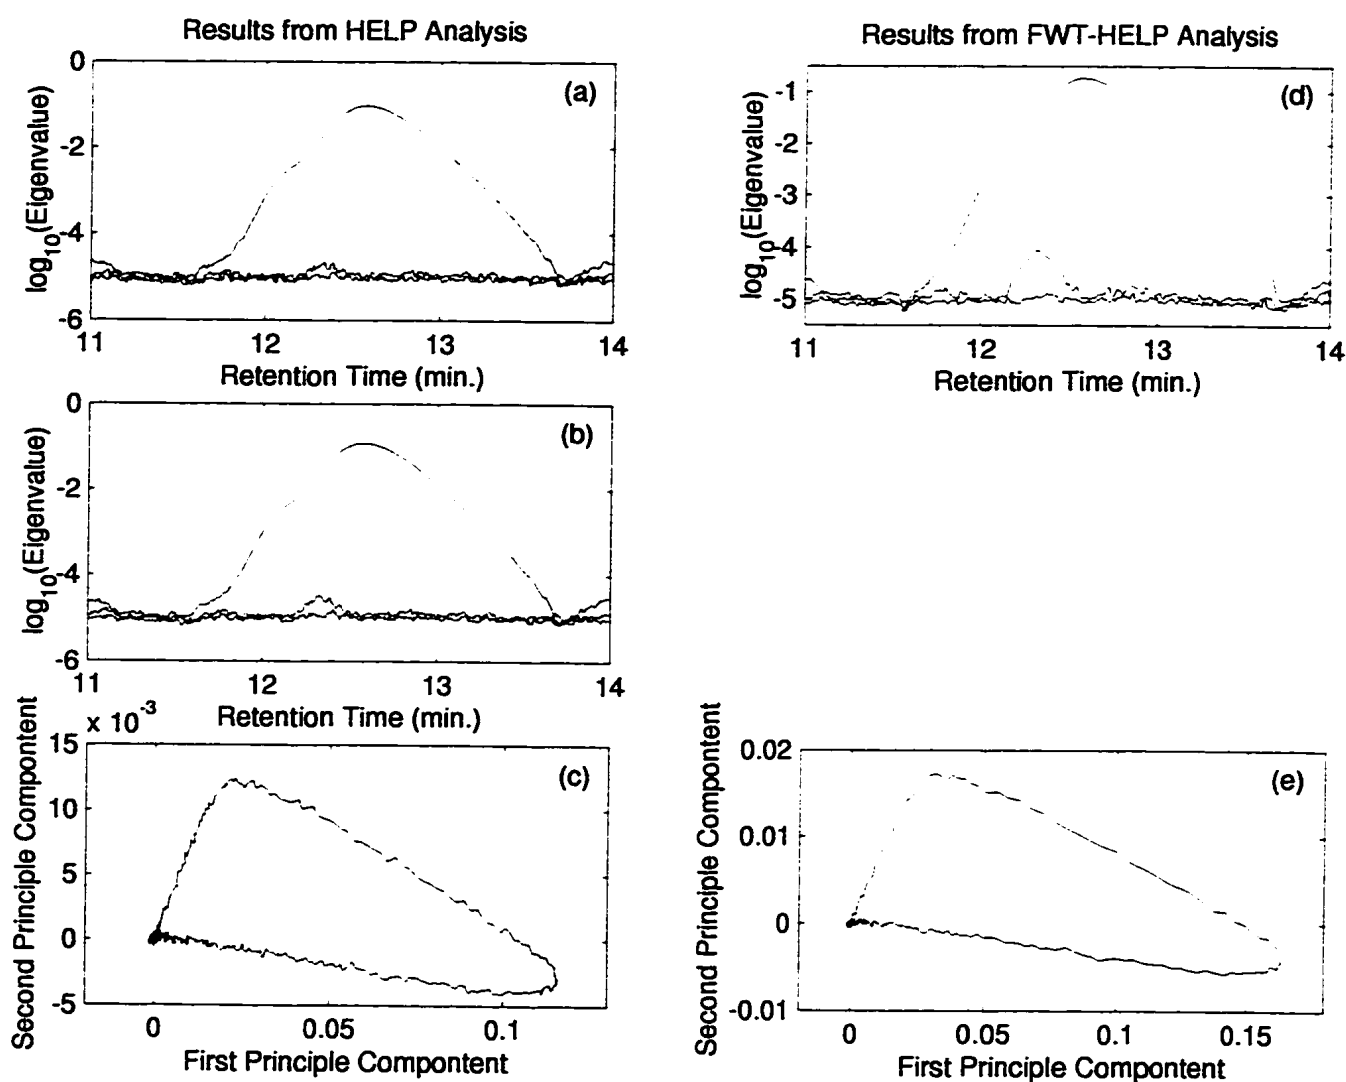 Results from HELP Analysis
(a)
log10(Eigenvalue)
0
-2
-4
-6
11
12
13
14
Retention Time (min.)
(b)
log10(Eigenvalue)
0
-2
-4
-6
11
12
13
14
Retention Time (min.)
x 10-3
(c)
Second Principle Compontent
15
10
5
0
-5
0
0.05
0.1
First Principle Compontent
Results from FWT-HELP Analysis
(d)
log10(Eigenvalue)
-1
-2
-3
-4
-5
11
12
13
14
Retention Time (min.)
(e)
Second Principle Compontent
0.02
0.01
0
-0.01
0
0.05
0.1
0.15
First Principle Compontent